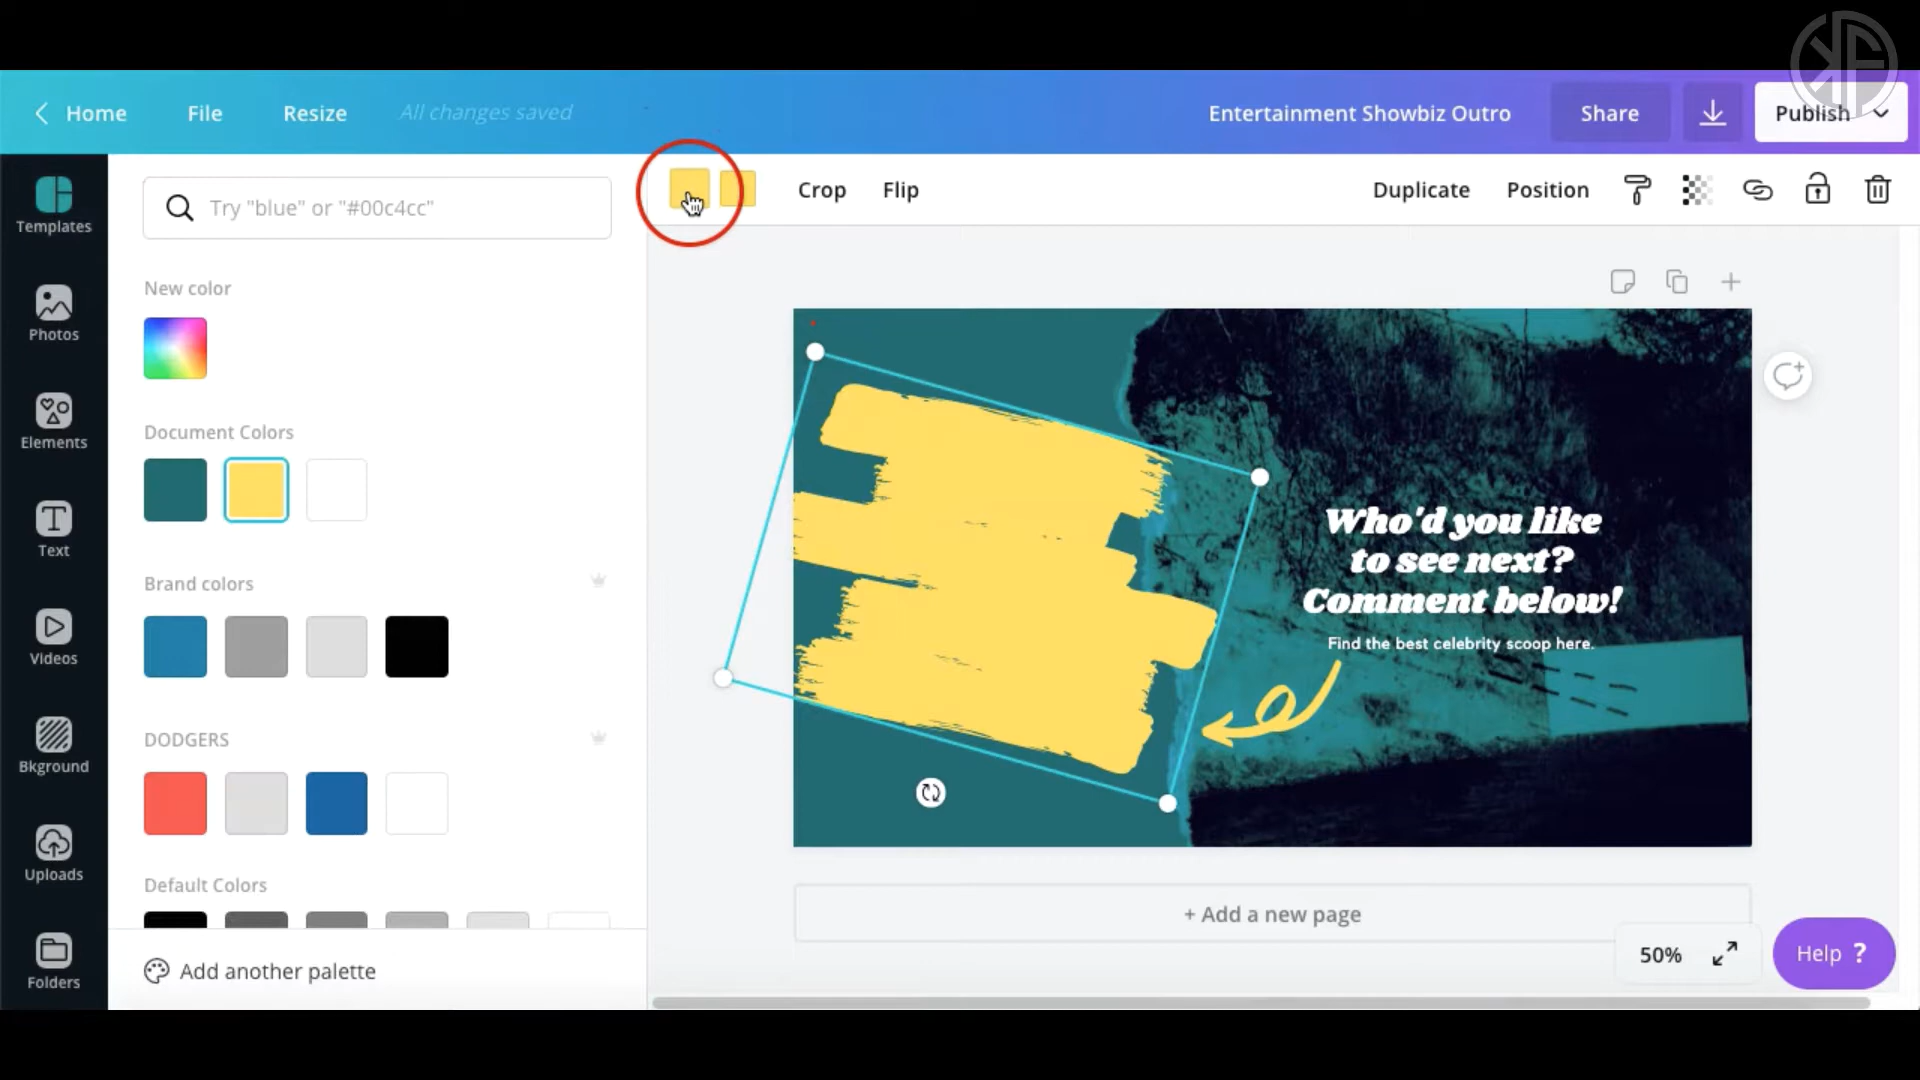 Home File Resize All changes saved Entertainment Showbiz Outro Share Publish
Templates
Photos
Elements
Text
Videos
Bkground
Uploads
Folders
Try "blue" or "#00c4cc"
New color
Document Colors
Brand colors
DODGERS
Default Colors
Add another palette
Crop Flip Duplicate Position
Who'd you like
to see next?
Comment below!
Find the best celebrity scoop here.
+ Add a new page
50%
Help ?